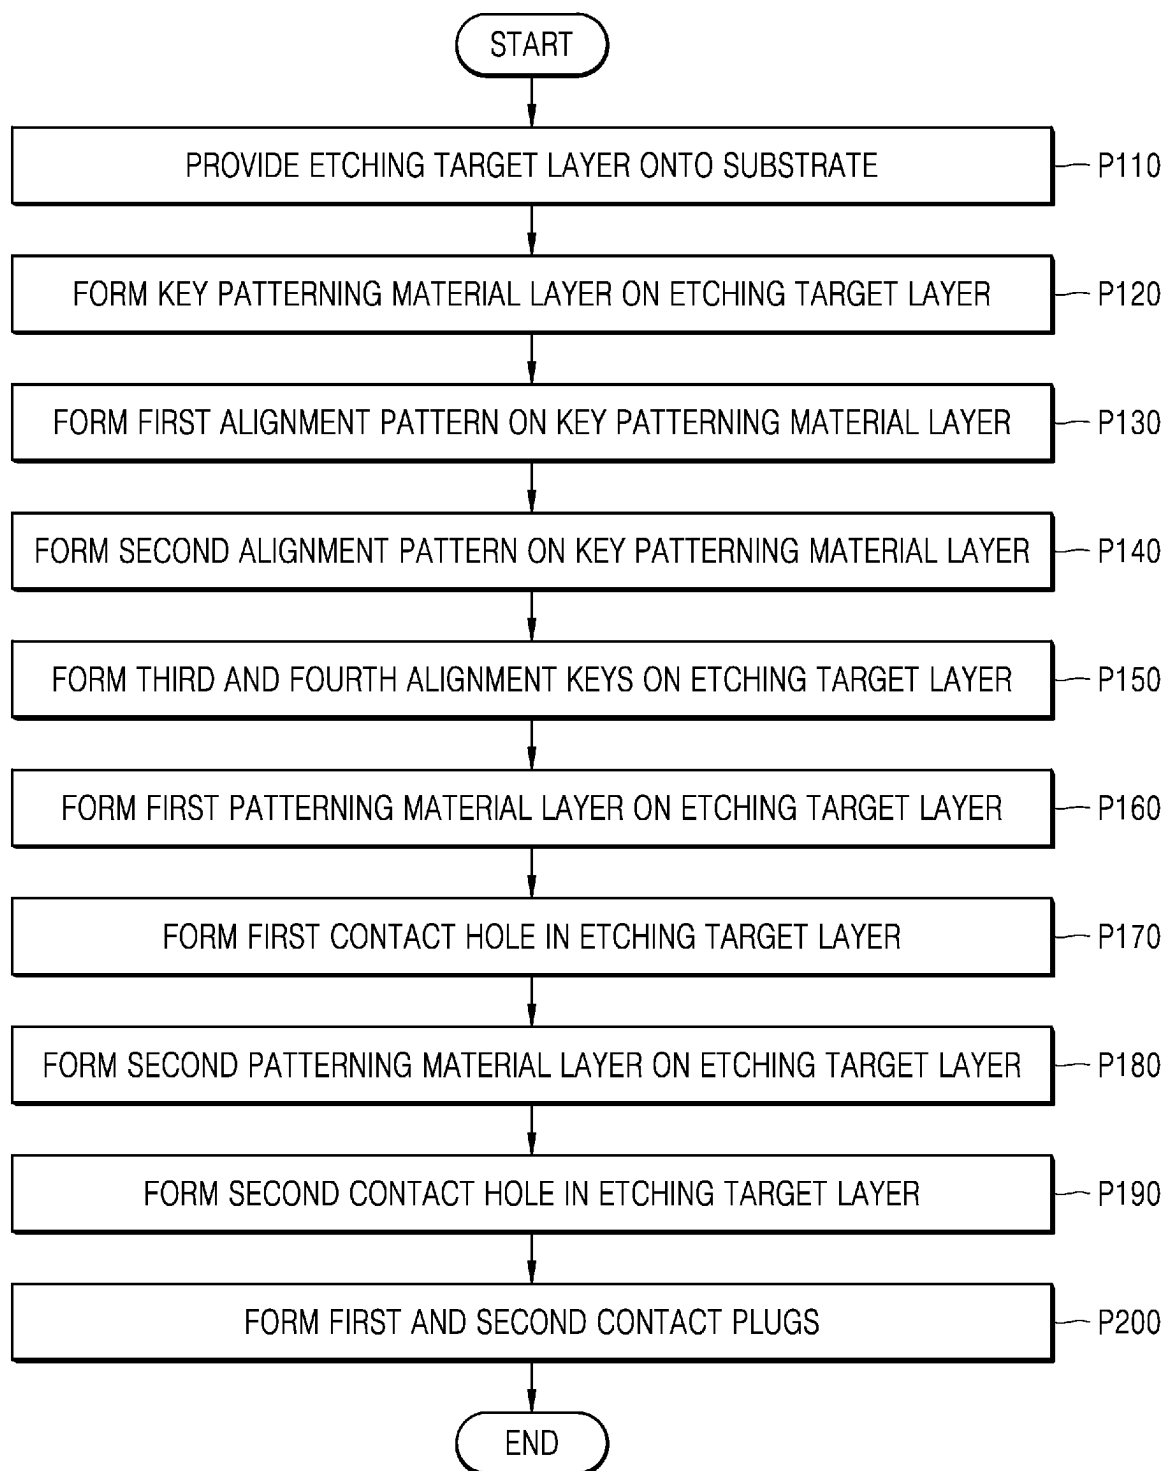 START
PROVIDE ETCHING TARGET LAYER ONTO SUBSTRATE P110
FORM KEY PATTERNING MATERIAL LAYER ON ETCHING TARGET LAYER P120
FORM FIRST ALIGNMENT PATTERN ON KEY PATTERNING MATERIAL LAYER P130
FORM SECOND ALIGNMENT PATTERN ON KEY PATTERNING MATERIAL LAYER P140
FORM THIRD AND FOURTH ALIGNMENT KEYS ON ETCHING TARGET LAYER P150
FORM FIRST PATTERNING MATERIAL LAYER ON ETCHING TARGET LAYER P160
FORM FIRST CONTACT HOLE IN ETCHING TARGET LAYER P170
FORM SECOND PATTERNING MATERIAL LAYER ON ETCHING TARGET LAYER P180
FORM SECOND CONTACT HOLE IN ETCHING TARGET LAYER P190
FORM FIRST AND SECOND CONTACT PLUGS P200
END